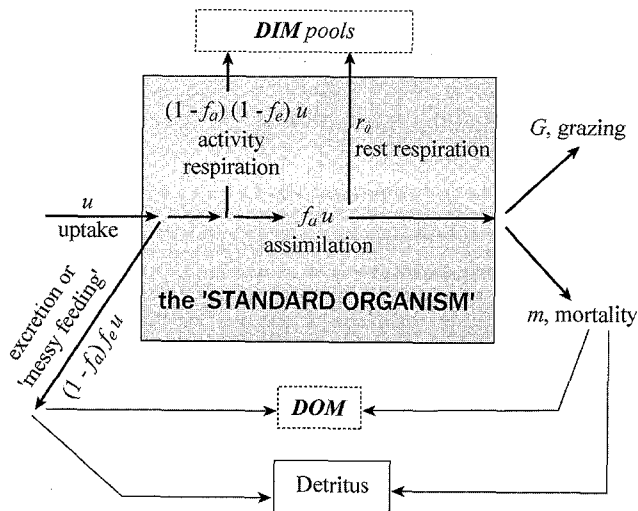 DIM pools
(1-fa) (1-fe) u
activity
respiration
r0
rest respiration
G, grazing
u
uptake
fa u
assimilation
the 'STANDARD ORGANISM'
m, mortality
excretion or
'messy feeding'
(1-fa) fe u
DOM
Detritus